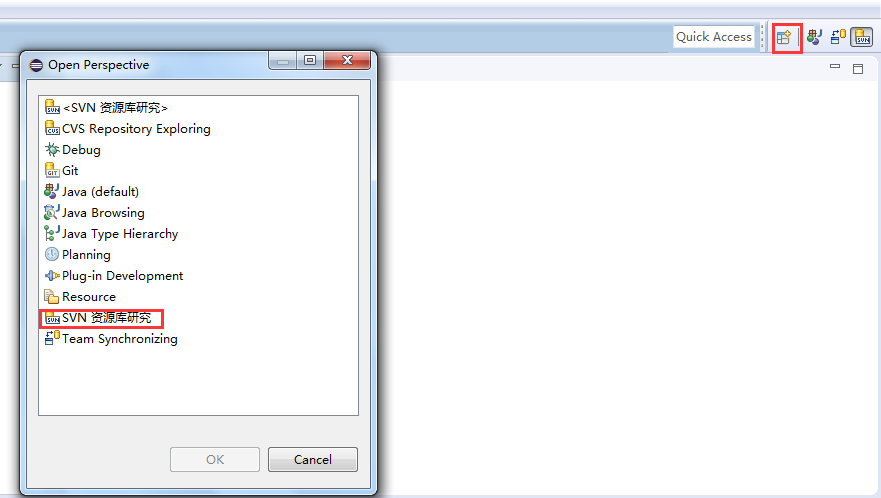 Quick Access
Open Perspective
<SVN 资源库研究>
CVS Repository Exploring
Debug
Git
Java (default)
Java Browsing
Java Type Hierarchy
Planning
Plug-in Development
Resource
SVN 资源库研究
Team Synchronizing
OK
Cancel